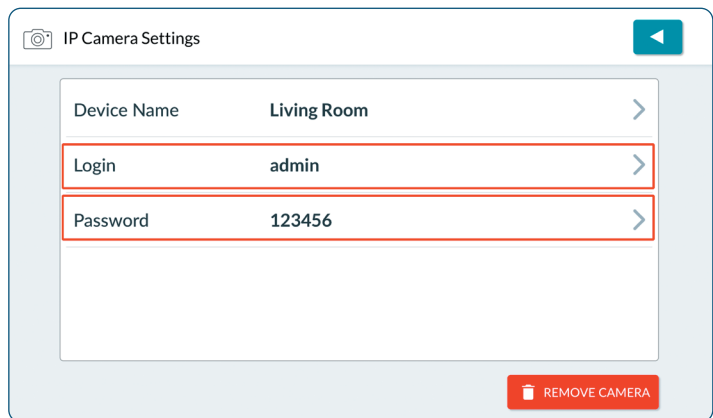 IP Camera Settings
Device Name Living Room
Login admin
Password 123456
REMOVE CAMERA